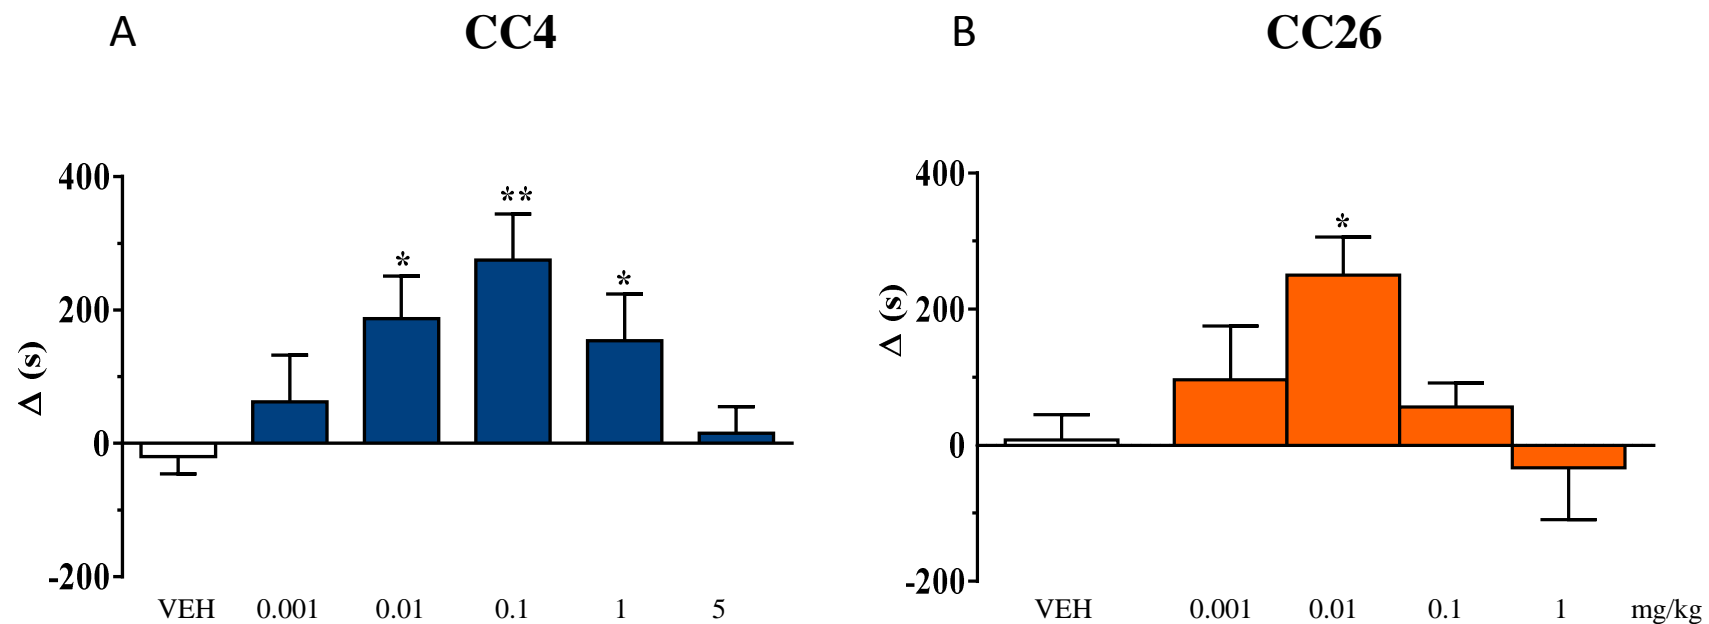 A
CC4
400
**
*
*
200
0
-200
Δ (s)
VEH 0.001 0.01 0.1 1 5
B
CC26
400
*
200
0
-200
Δ (s)
VEH 0.001 0.01 0.1 1 mg/kg